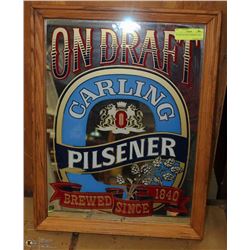 ON DRAFT
CARLING
PILSENER
BREWED SINCE 1840